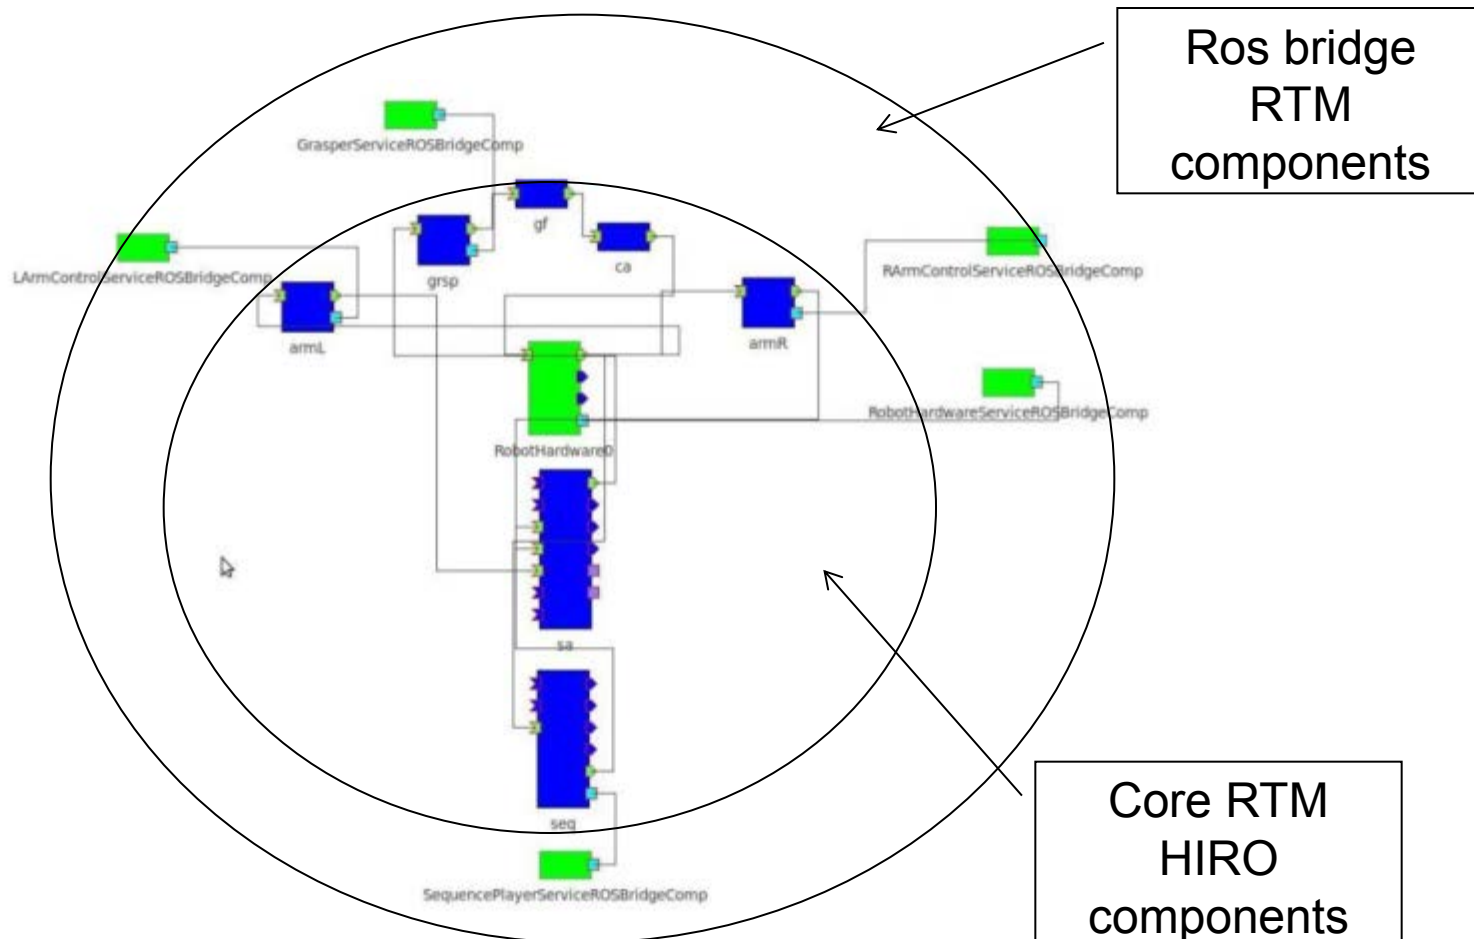 Ros bridge
RTM
components
GrasperServiceROSBridgeComp
gf
ca
grsp
LArmControlServiceROSBridgeComp
RArmControlServiceROSBridgeComp
armL
armR
RobotHardwareServiceROSBridgeComp
RobotHardware0
sa
seq
SequencePlayerServiceROSBridgeComp
Core RTM
HIRO
components